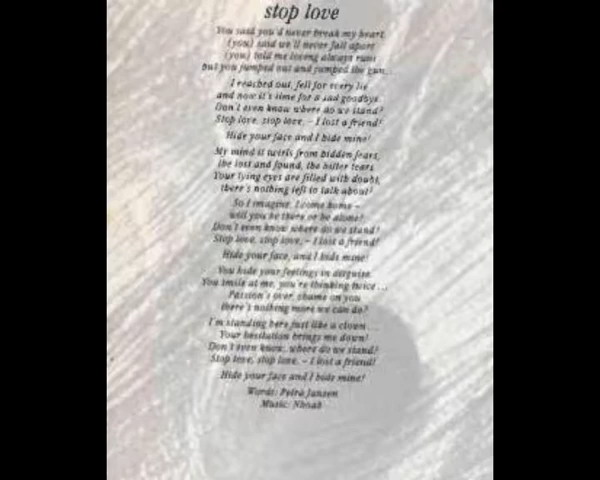 stop love
You said you'd never break my heart,
(you) said we'll never fall apart
(you) told me loving always runs
but you jumped out and jumped the gun...
I reached out, fell for every lie
and now it's time for a sad goodbye.
Don't even know where do we stand?
Stop love, stop love, – I lost a friend!
Hide your face and I hide mine!
My mind it twirls from hidden fears,
the lost and found, the bitter tears
Your lying eyes are filled with doubt,
there's nothing left to talk about!
So I imagine, I come home –
will you be there or be alone?
Don't even know where do we stand?
Stop love, stop love, – I lost a friend!
Hide your face, and I hide mine!
You hide your feelings in disguise
You smile at me, you're thinking twice ...
Passion's over, shame on you
there's nothing more we can do?
I'm standing here just like a clown ...
Your hesitation brings me down!
Don't even know, where do we stand?
Stop love, stop love, – I lost a friend!
Hide your face and I hide mine!
Words: Petra Jansen
Music: Nhoah